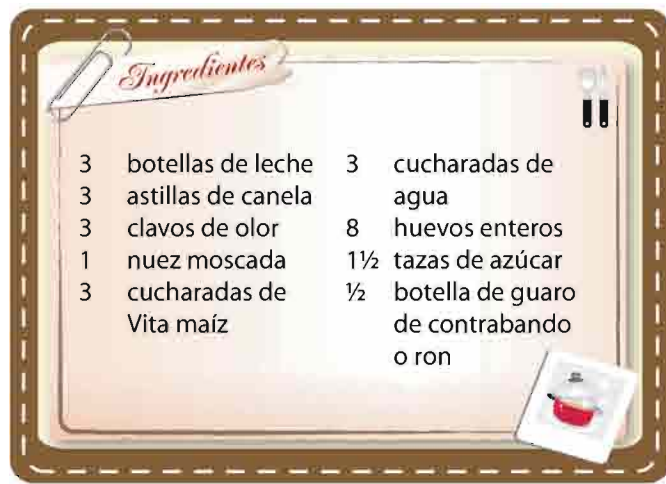 Ingredientes
3 botellas de leche
3 astillas de canela
3 clavos de olor
1 nuez moscada
3 cucharadas de
Vita maíz
3 cucharadas de
agua
8 huevos enteros
1½ tazas de azúcar
½ botella de guaro
de contrabando
o ron